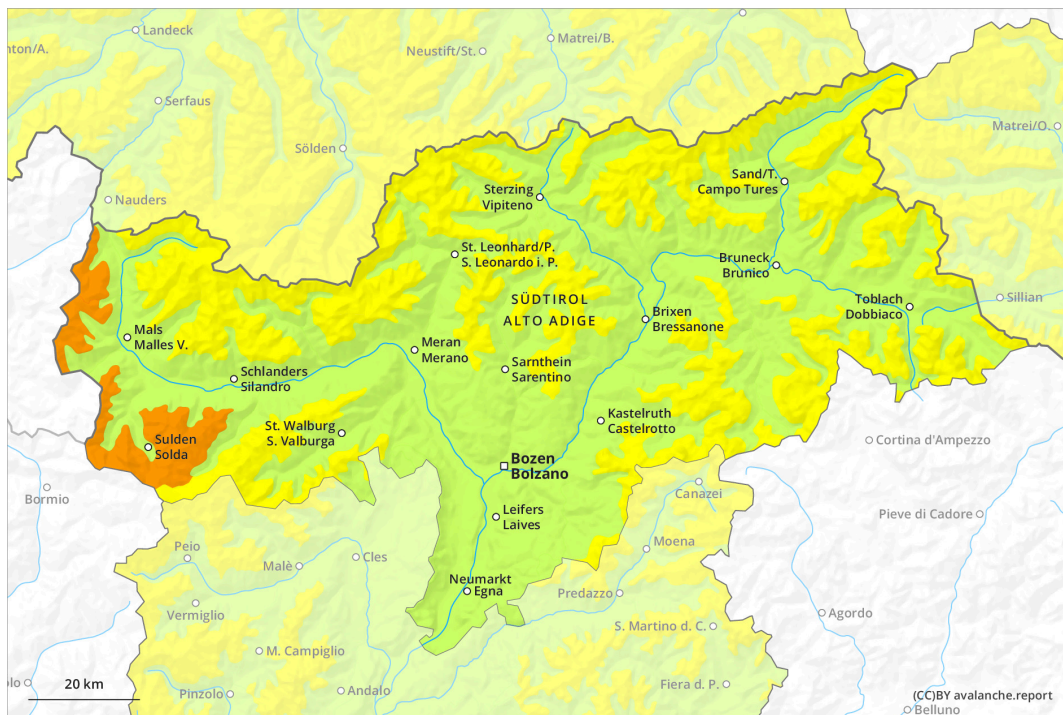 Landeck
Matrei/B.
nton/A.
Neustift/St.
Serfaus
Matrei/O.
Sölden
Sand/T.
Campo Tures
Sterzing
Vipiteno
Nauders
St. Leonhard/P.
S. Leonardo i. P.
Bruneck
Brunico
SÜDTIROL
ALTO ADIGE
Toblach
Dobbiaco
Sillian
Brixen
Bressanone
Mals
Malles V.
Meran
Merano
Sarnthein
Sarentino
Schlanders
Silandro
Kastelruth
Castelrotto
St. Walburg
S. Valburga
Sulden
Solda
Cortina d'Ampezzo
Bozen
Bolzano
Bormio
Canazei
Leifers
Laives
Pieve di Cadore
Peio
Cles
Moena
Malè
Neumarkt
Egna
Predazzo
Vermiglio
Agordo
S. Martino d. C.
M. Campiglio
20 km
olo
Pinzolo
Andalo
Fiera d. P.
(CC)BY avalanche.report
Belluno